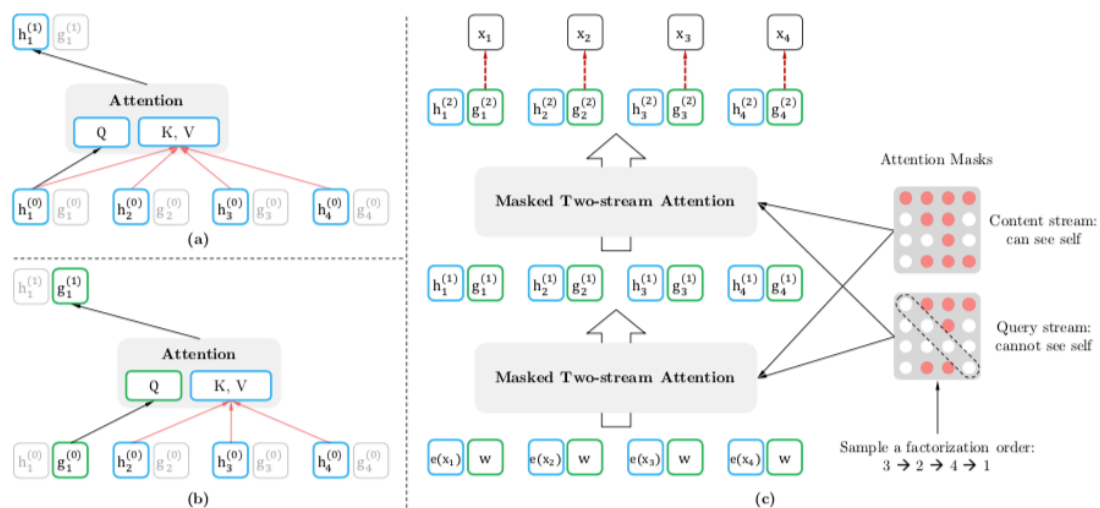 h₁⁽¹⁾ g₁⁽¹⁾
Attention
Q K, V
h₁⁽⁰⁾ g₁⁽⁰⁾ h₂⁽⁰⁾ g₂⁽⁰⁾ h₃⁽⁰⁾ g₃⁽⁰⁾ h₄⁽⁰⁾ g₄⁽⁰⁾
(a)
h₁⁽¹⁾ g₁⁽¹⁾
Attention
Q K, V
h₁⁽⁰⁾ g₁⁽⁰⁾ h₂⁽⁰⁾ g₂⁽⁰⁾ h₃⁽⁰⁾ g₃⁽⁰⁾ h₄⁽⁰⁾ g₄⁽⁰⁾
(b)
x₁ x₂ x₃ x₄
h₁⁽²⁾ g₁⁽²⁾ h₂⁽²⁾ g₂⁽²⁾ h₃⁽²⁾ g₃⁽²⁾ h₄⁽²⁾ g₄⁽²⁾
Masked Two-stream Attention
h₁⁽¹⁾ g₁⁽¹⁾ h₂⁽¹⁾ g₂⁽¹⁾ h₃⁽¹⁾ g₃⁽¹⁾ h₄⁽¹⁾ g₄⁽¹⁾
Masked Two-stream Attention
e(x₁) w e(x₂) w e(x₃) w e(x₄) w
(c)
Attention Masks
Content stream:
can see self
Query stream:
cannot see self
Sample a factorization order:
3 → 2 → 4 → 1